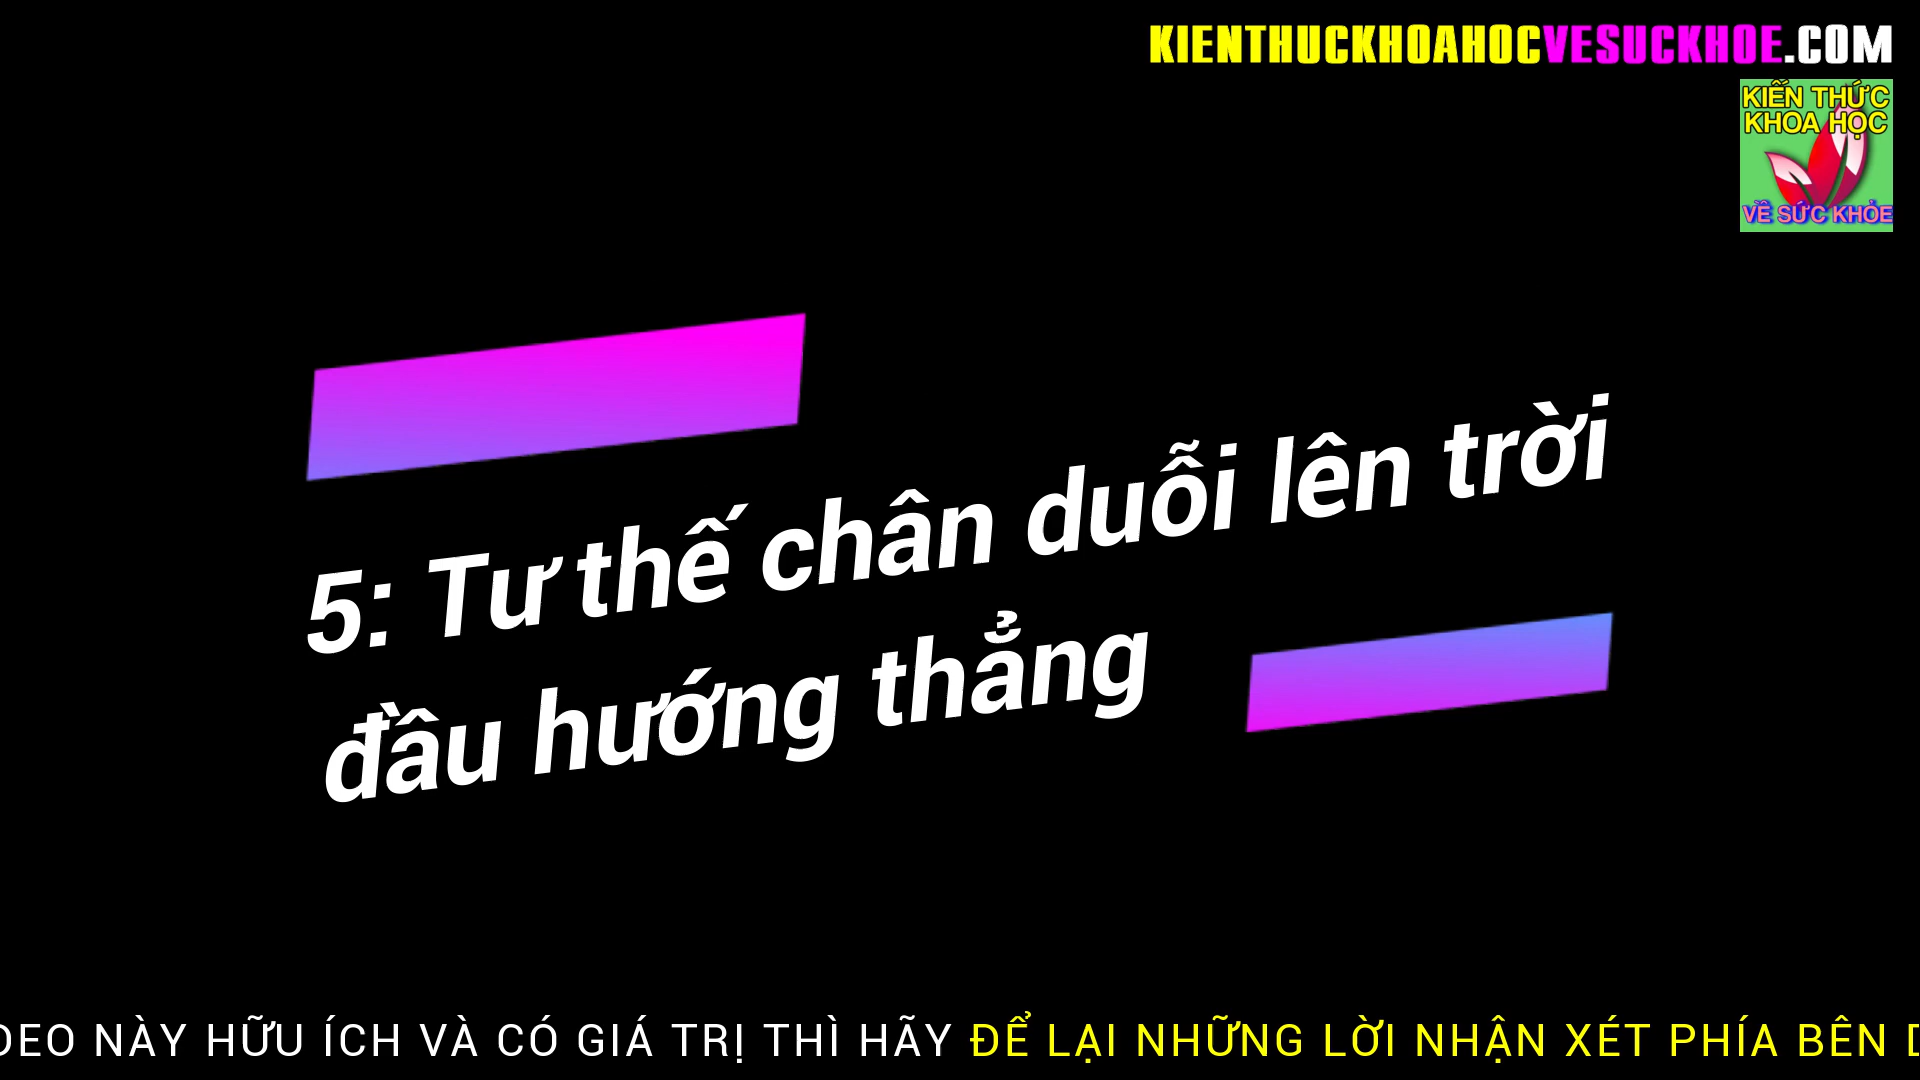 KIENTHUCKHOAHOCVESUCKHOE.COM
KIẾN THỨC
KHOA HỌC
VỀ SỨC KHỎE
5: Tư thế chân duỗi lên trời
đầu hướng thẳng
DEO NÀY HỮU ÍCH VÀ CÓ GIÁ TRỊ THÌ HÃY ĐỂ LẠI NHỮNG LỜI NHẬN XÉT PHÍA BÊN